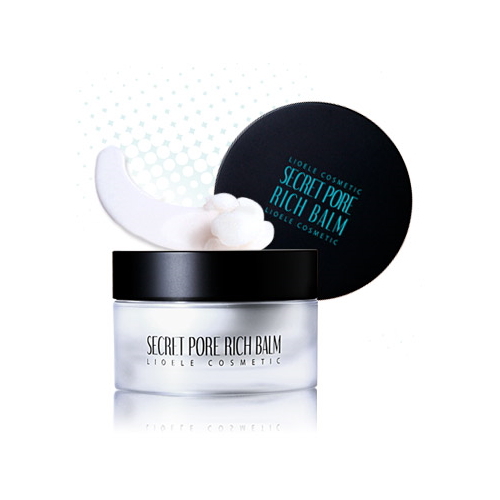 LIOELE COSMETIC
SECRET PORE
RICH BALM
LIOELE COSMETIC
SECRET PORE RICH BALM
LIOELE COSMETIC